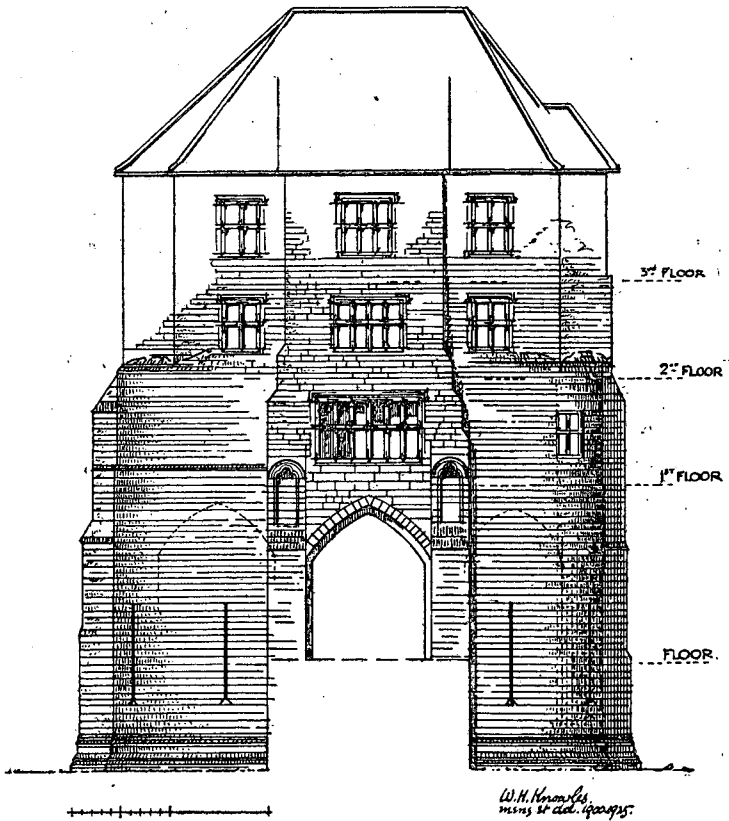 3rd FLOOR
2nd FLOOR
1st FLOOR
FLOOR
W.H. Knowles
mens et del. 1900-1925.